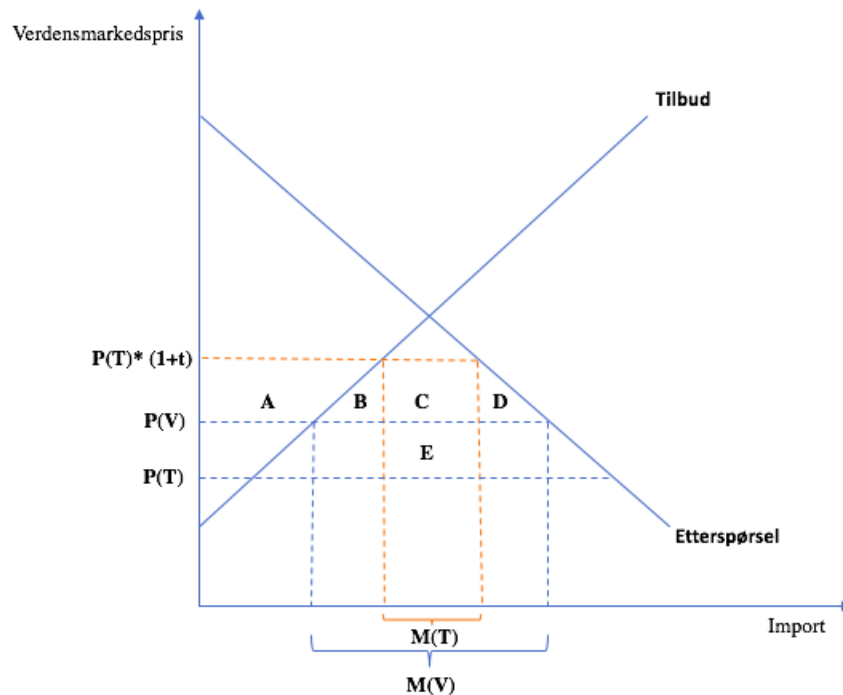 Verdensmarkedspris
Tilbud
P(T)* (1+t)
A
B
C
D
P(V)
E
P(T)
Etterspørsel
M(T)
Import
M(V)